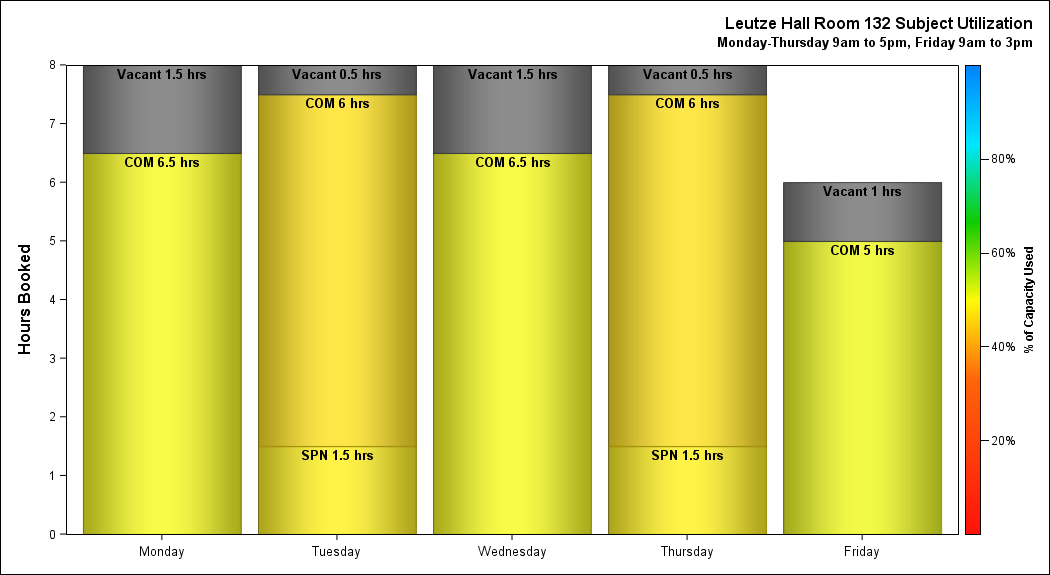 Leutze Hall Room 132 Subject Utilization
Monday-Thursday 9am to 5pm, Friday 9am to 3pm
Hours Booked
8
7
6
5
4
3
2
1
0
Vacant 1.5 hrs
COM 6.5 hrs
Vacant 0.5 hrs
COM 6 hrs
SPN 1.5 hrs
Vacant 1.5 hrs
COM 6.5 hrs
Vacant 0.5 hrs
COM 6 hrs
SPN 1.5 hrs
Vacant 1 hrs
COM 5 hrs
Monday
Tuesday
Wednesday
Thursday
Friday
80%
60%
40%
20%
% of Capacity Used